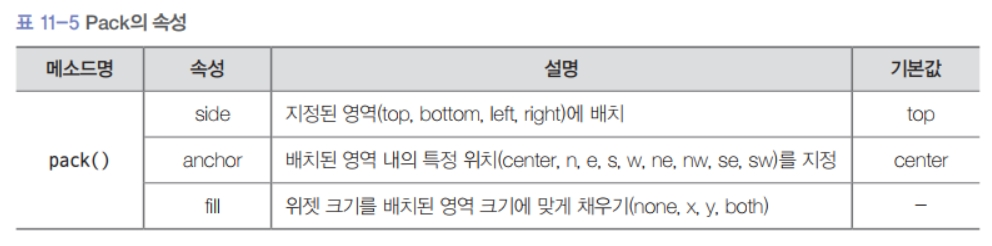 표 11-5 Pack의 속성
메소드명 속성 설명 기본값
pack() side 지정된 영역(top, bottom, left, right)에 배치 top
anchor 배치된 영역 내의 특정 위치(center, n, e, s, w, ne, nw, se, sw)를 지정 center
fill 위젯 크기를 배치된 영역 크기에 맞게 채우기(none, x, y, both) –